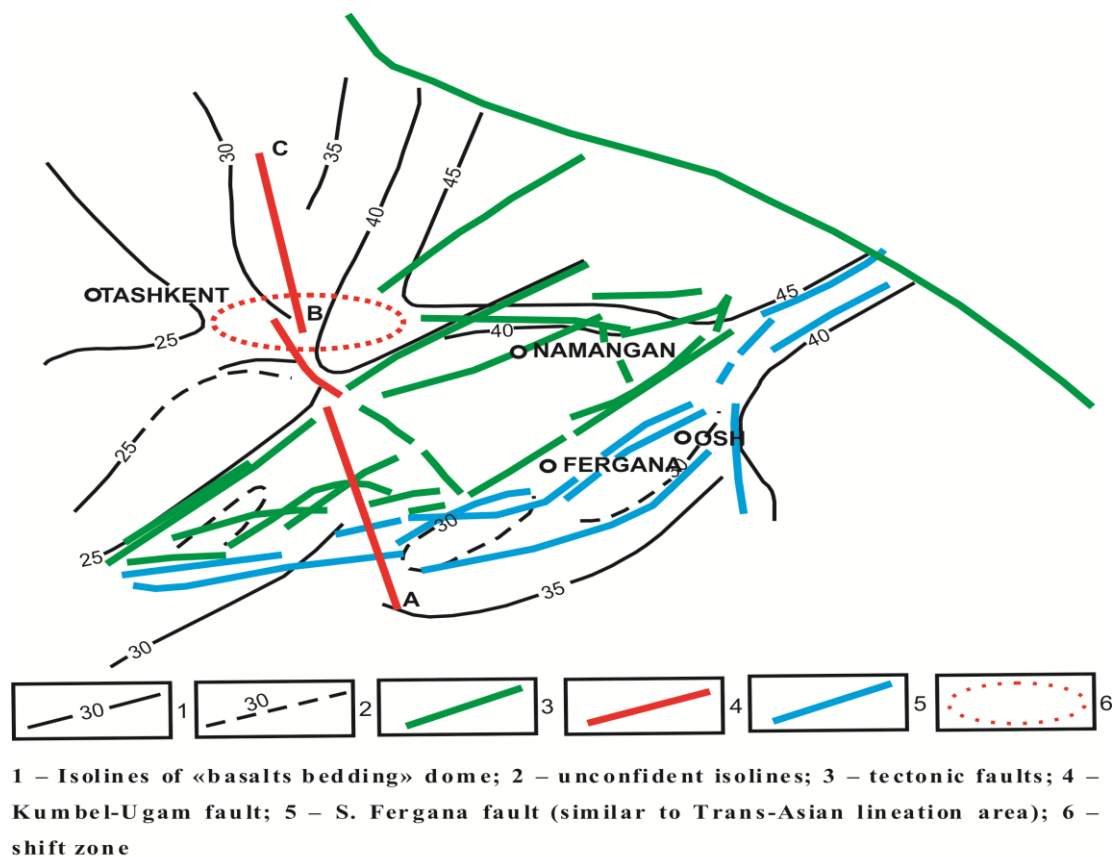 30
C
35
45
40
TASHKENT
B
45
25
40
NAMANGAN
40
25
OSH
FERGANA
30
30
25
A
35
30
30
1
30
2
3
4
5
6
1 – Isolines of «basalts bedding» dome; 2 – unconfident isolines; 3 – tectonic faults; 4 –
Kumbel-Ugam fault; 5 – S. Fergana fault (similar to Trans-Asian lineation area); 6 –
shift zone